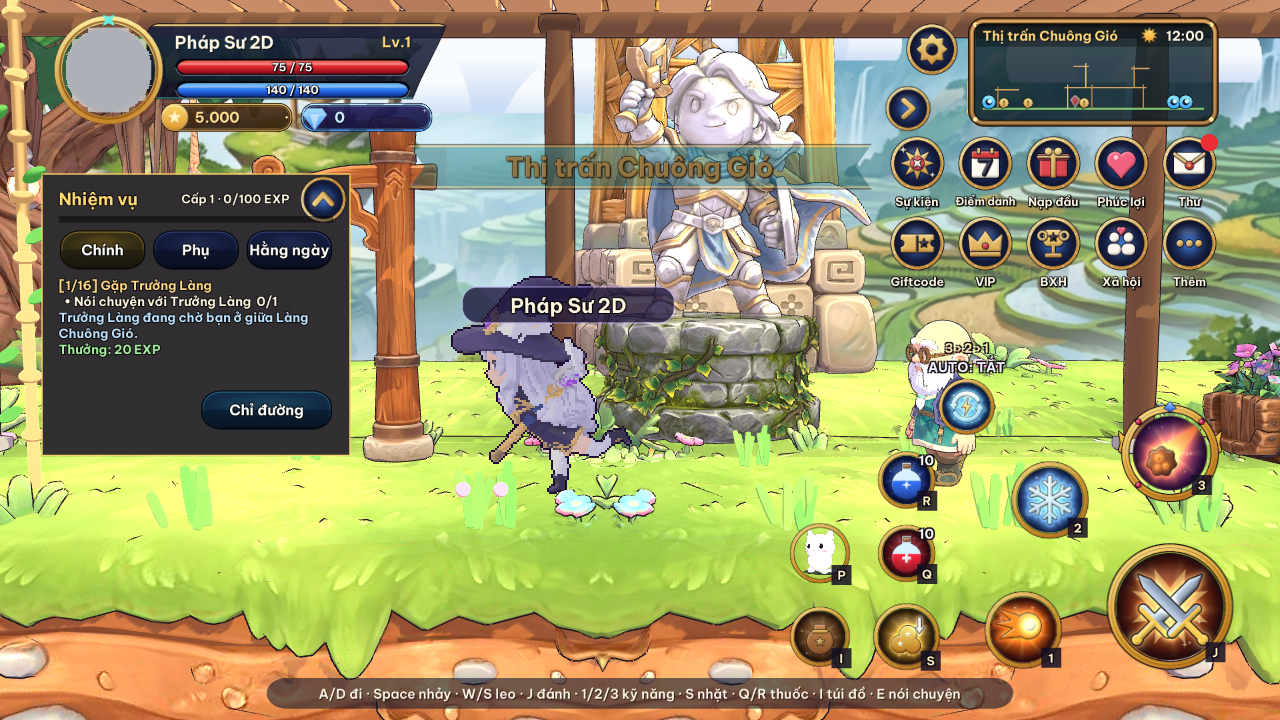 Pháp Sư 2D
Lv.1
75 / 75
140 / 140
5.000
0
Thị trấn Chuông Gió
12:00
Thị trấn Chuông Gió
Sự kiện
7
Điểm danh
Nạp đầu
Phúc lợi
Thư
Giftcode
VIP
BXH
Xã hội
Thêm
Nhiệm vụ
Cấp 1 · 0/100 EXP
Chính
Phụ
Hằng ngày
[1/16] Gặp Trưởng Làng
• Nói chuyện với Trưởng Làng 0/1
Trưởng Làng đang chờ bạn ở giữa Làng
Chuông Gió.
Thưởng: 20 EXP
Chỉ đường
Pháp Sư 2D
3>2>1
AUTO: TẮT
10
R
2
3
10
Q
P
I
S
1
J
A/D đi · Space nhảy · W/S leo · J đánh · 1/2/3 kỹ năng · S nhặt · Q/R thuốc · I túi đồ · E nói chuyện